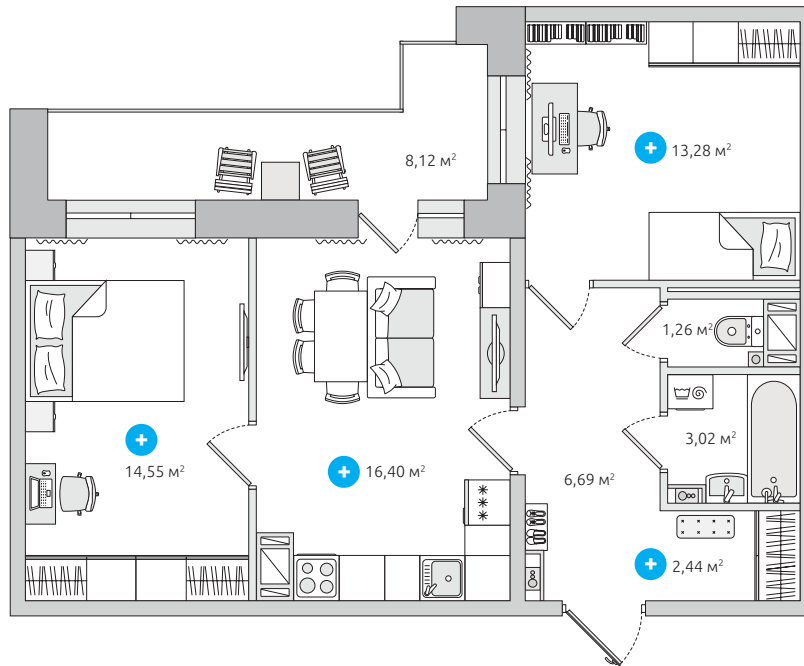 8,12 м²
13,28 м²
1,26 м²
3,02 м²
14,55 м²
16,40 м²
6,69 м²
2,44 м²